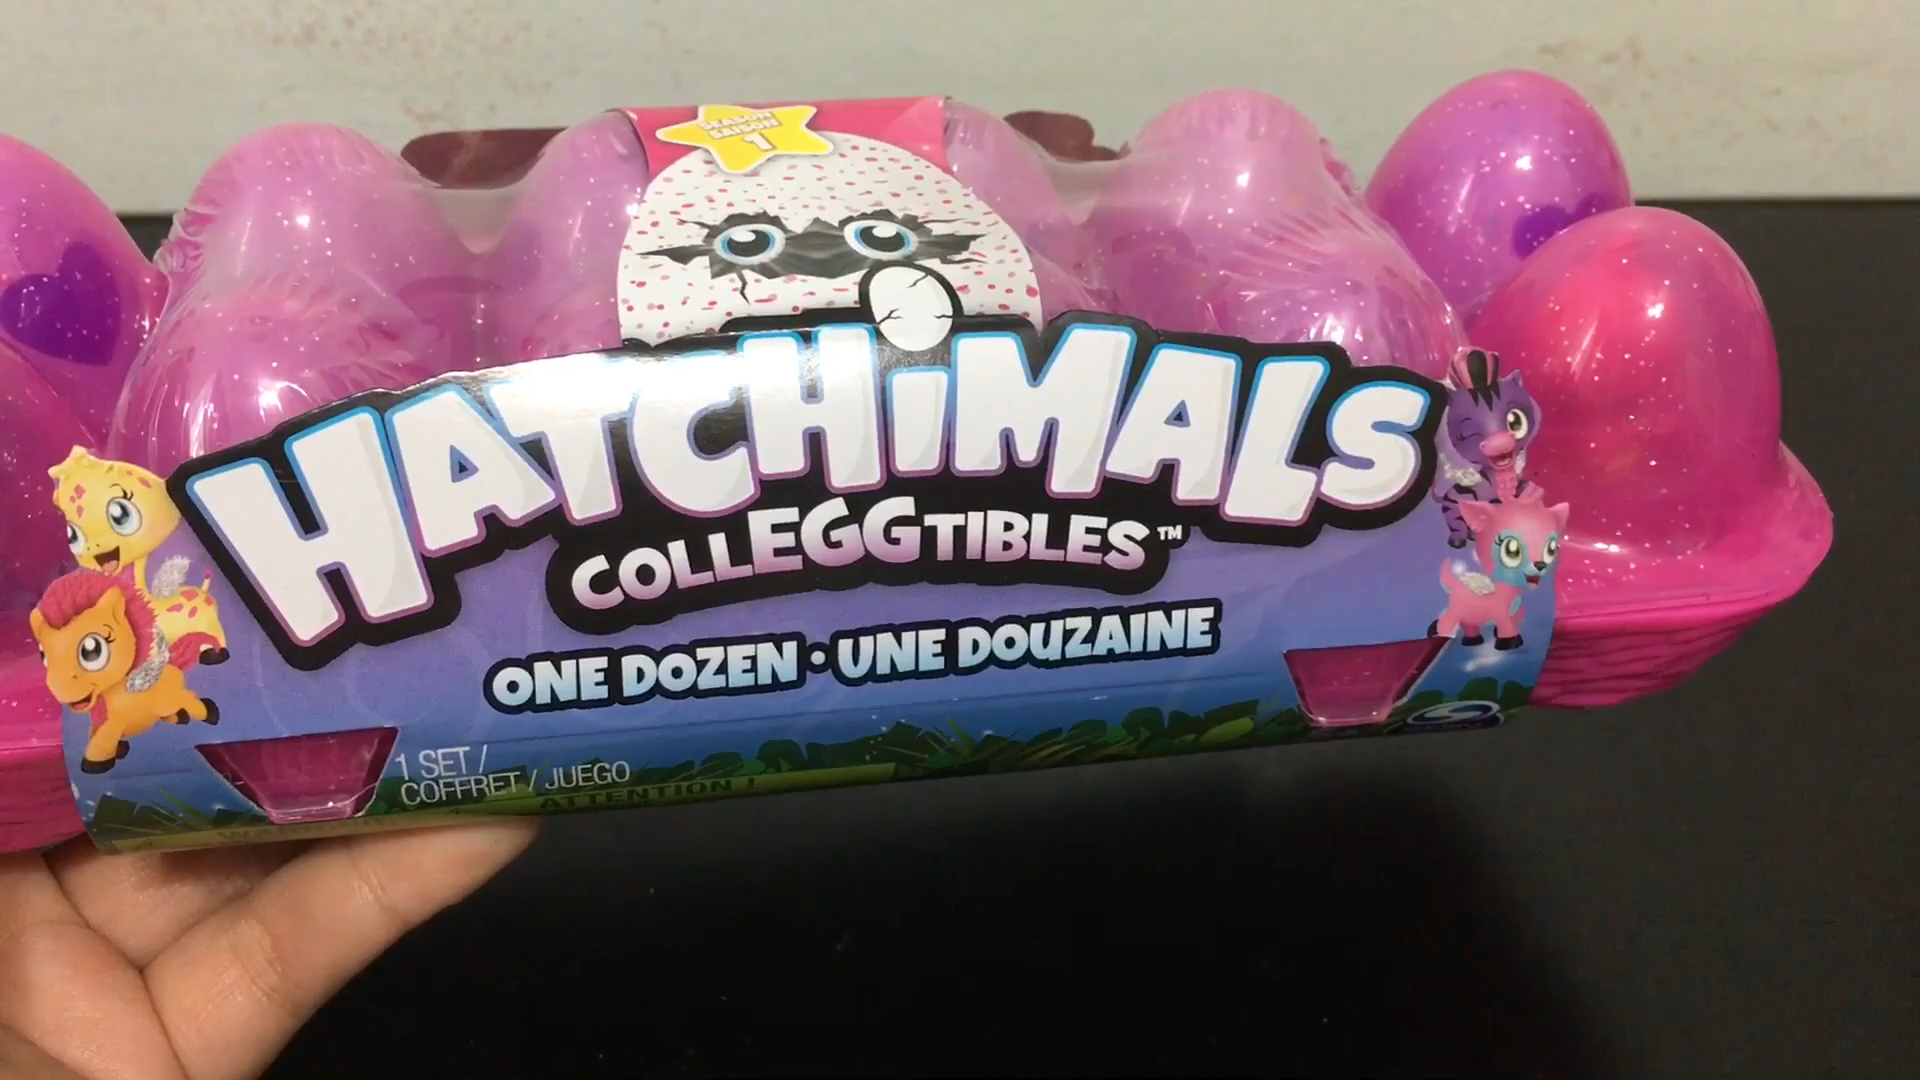 SEASON
SAISON
1
HATCHIMALS
COLLEGGTIBLES™
ONE DOZEN • UNE DOUZAINE
1 SET /
COFFRET / JUEGO
ATTENTION !